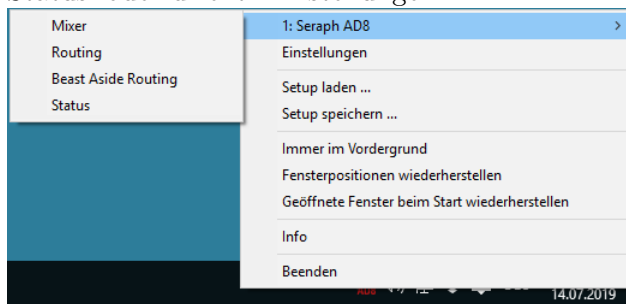 Mixer
Routing
Beast Aside Routing
Status
1: Seraph AD8
Einstellungen
Setup laden ...
Setup speichern ...
Immer im Vordergrund
Fensterpositionen wiederherstellen
Geöffnete Fenster beim Start wiederherstellen
Info
Beenden
AD8
14.07.2019